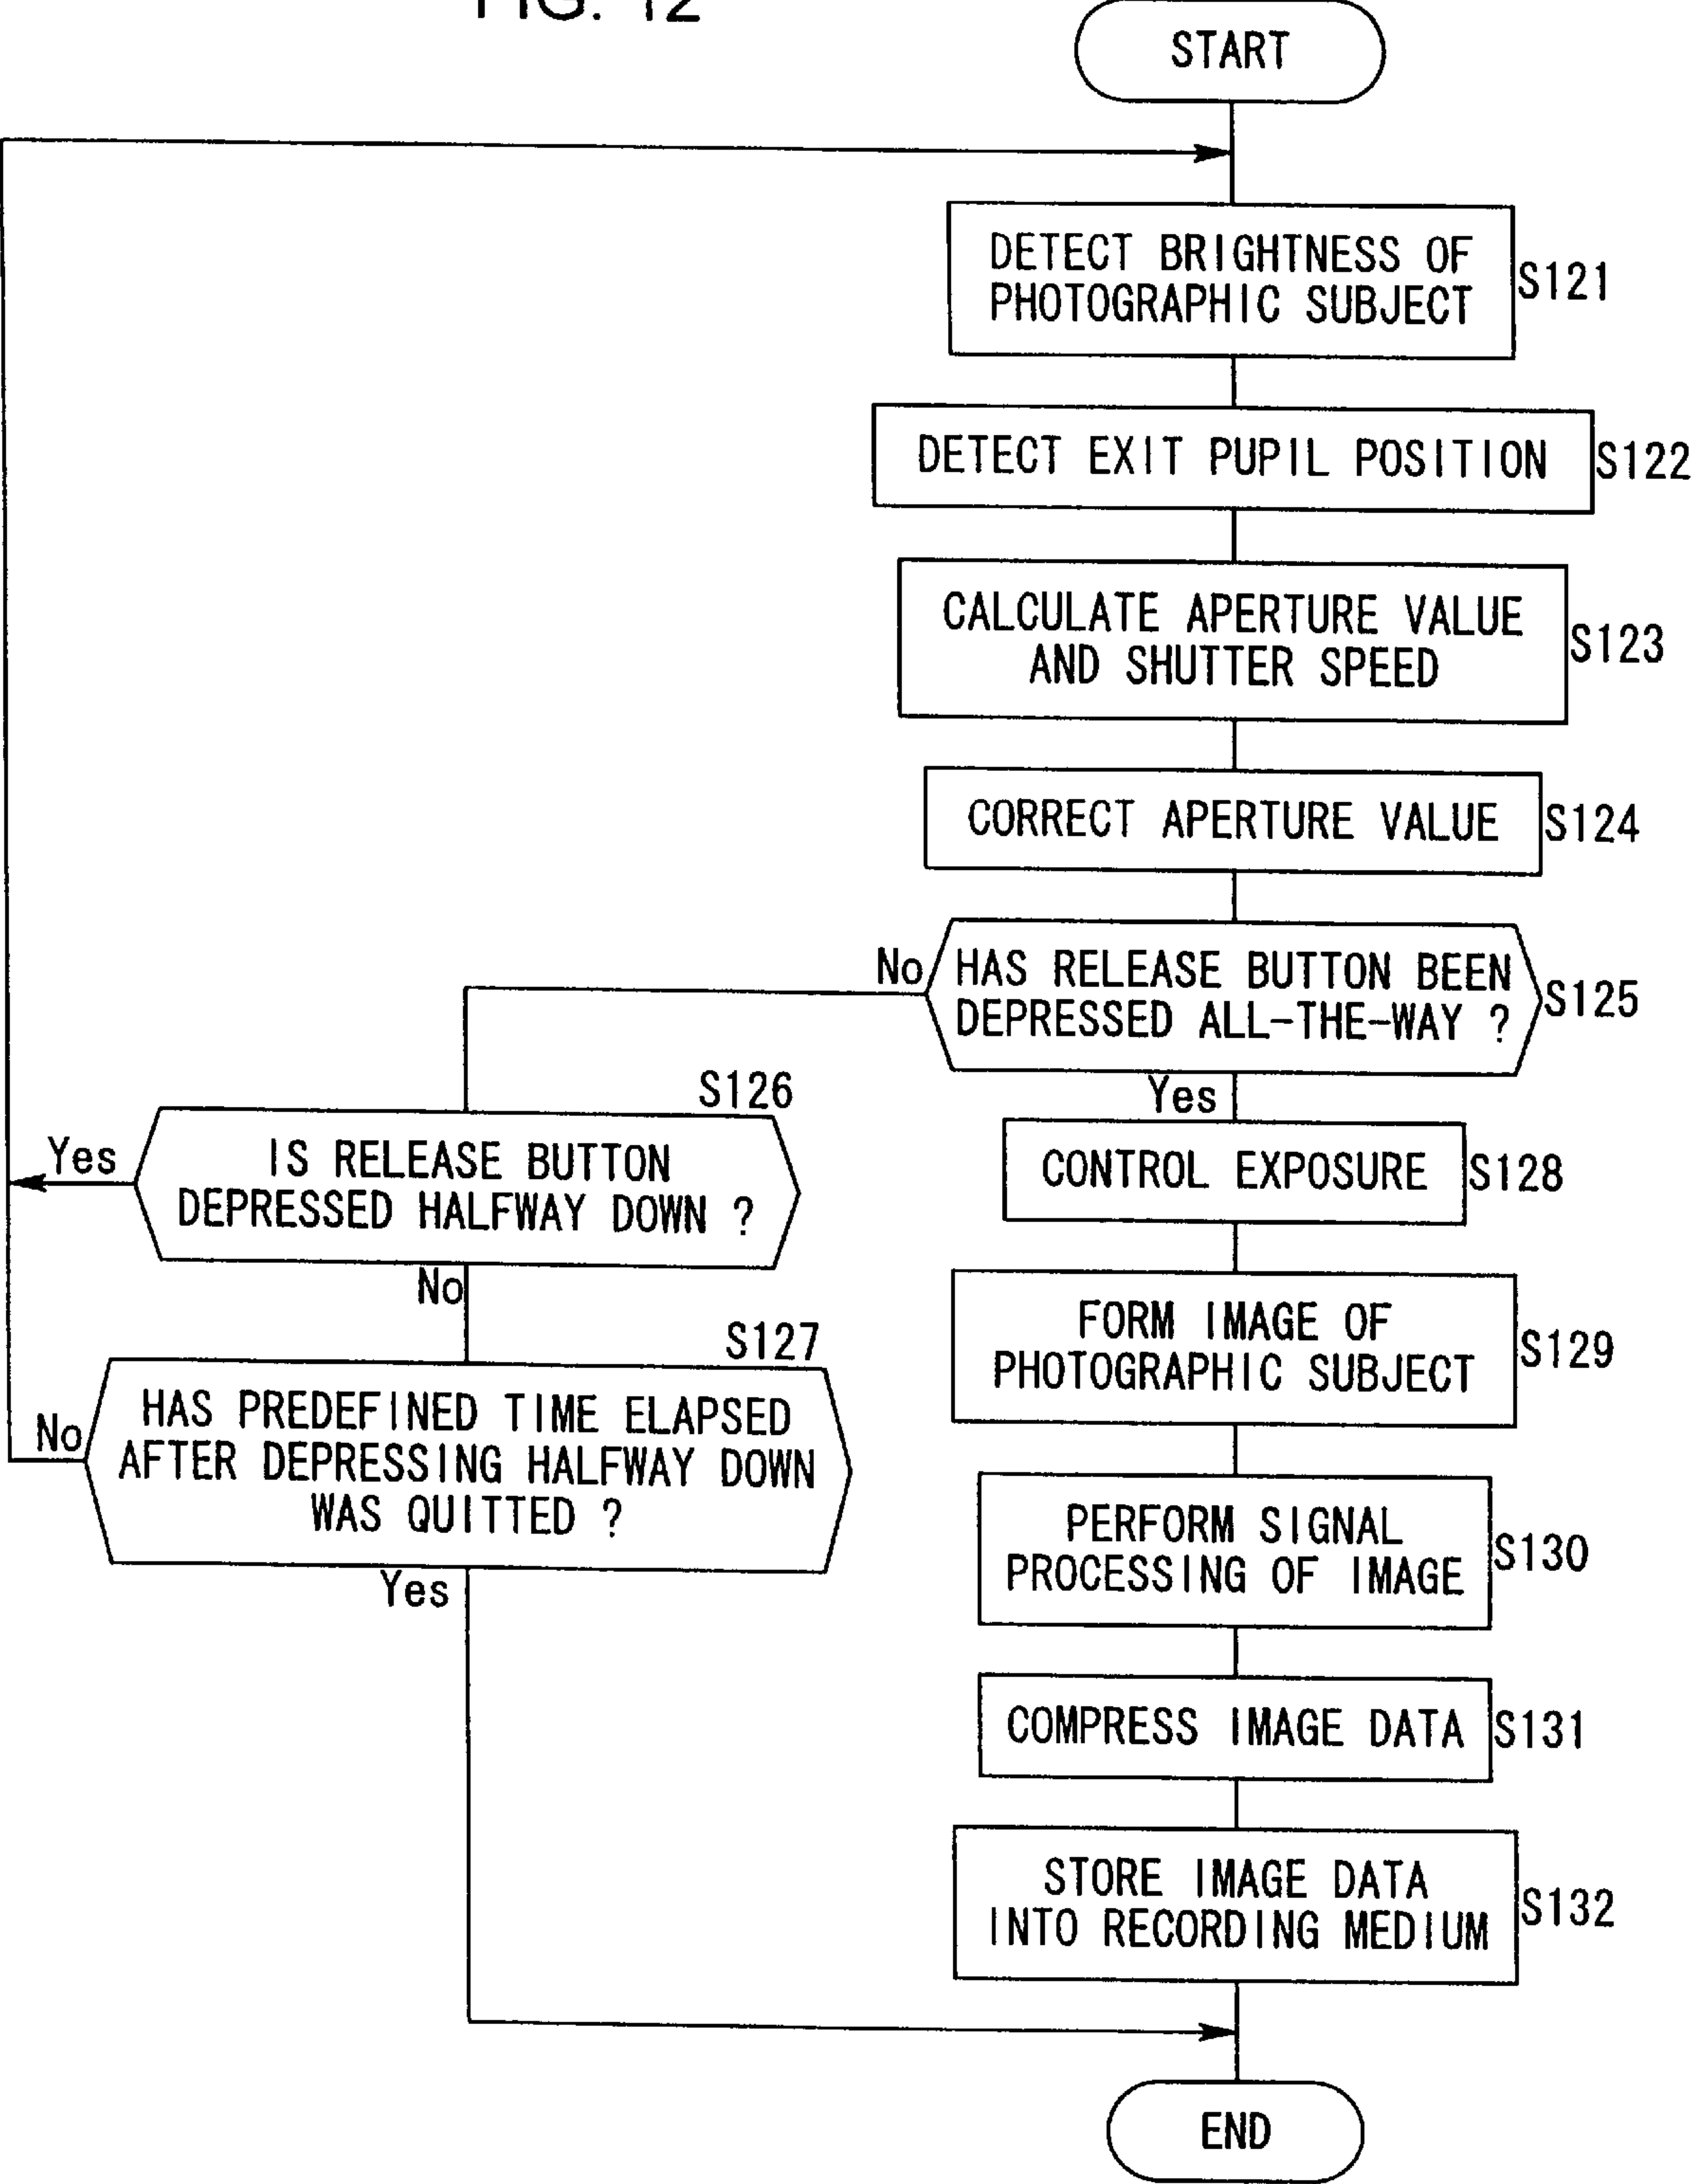 FIG. 12
START
DETECT BRIGHTNESS OF
PHOTOGRAPHIC SUBJECT
S121
DETECT EXIT PUPIL POSITION
S122
CALCULATE APERTURE VALUE
AND SHUTTER SPEED
S123
CORRECT APERTURE VALUE
S124
No
HAS RELEASE BUTTON BEEN
DEPRESSED ALL-THE-WAY ?
S125
Yes
S126
Yes
IS RELEASE BUTTON
DEPRESSED HALFWAY DOWN ?
No
S127
No
HAS PREDEFINED TIME ELAPSED
AFTER DEPRESSING HALFWAY DOWN
WAS QUITTED ?
Yes
CONTROL EXPOSURE
S128
FORM IMAGE OF
PHOTOGRAPHIC SUBJECT
S129
PERFORM SIGNAL
PROCESSING OF IMAGE
S130
COMPRESS IMAGE DATA
S131
STORE IMAGE DATA
INTO RECORDING MEDIUM
S132
END